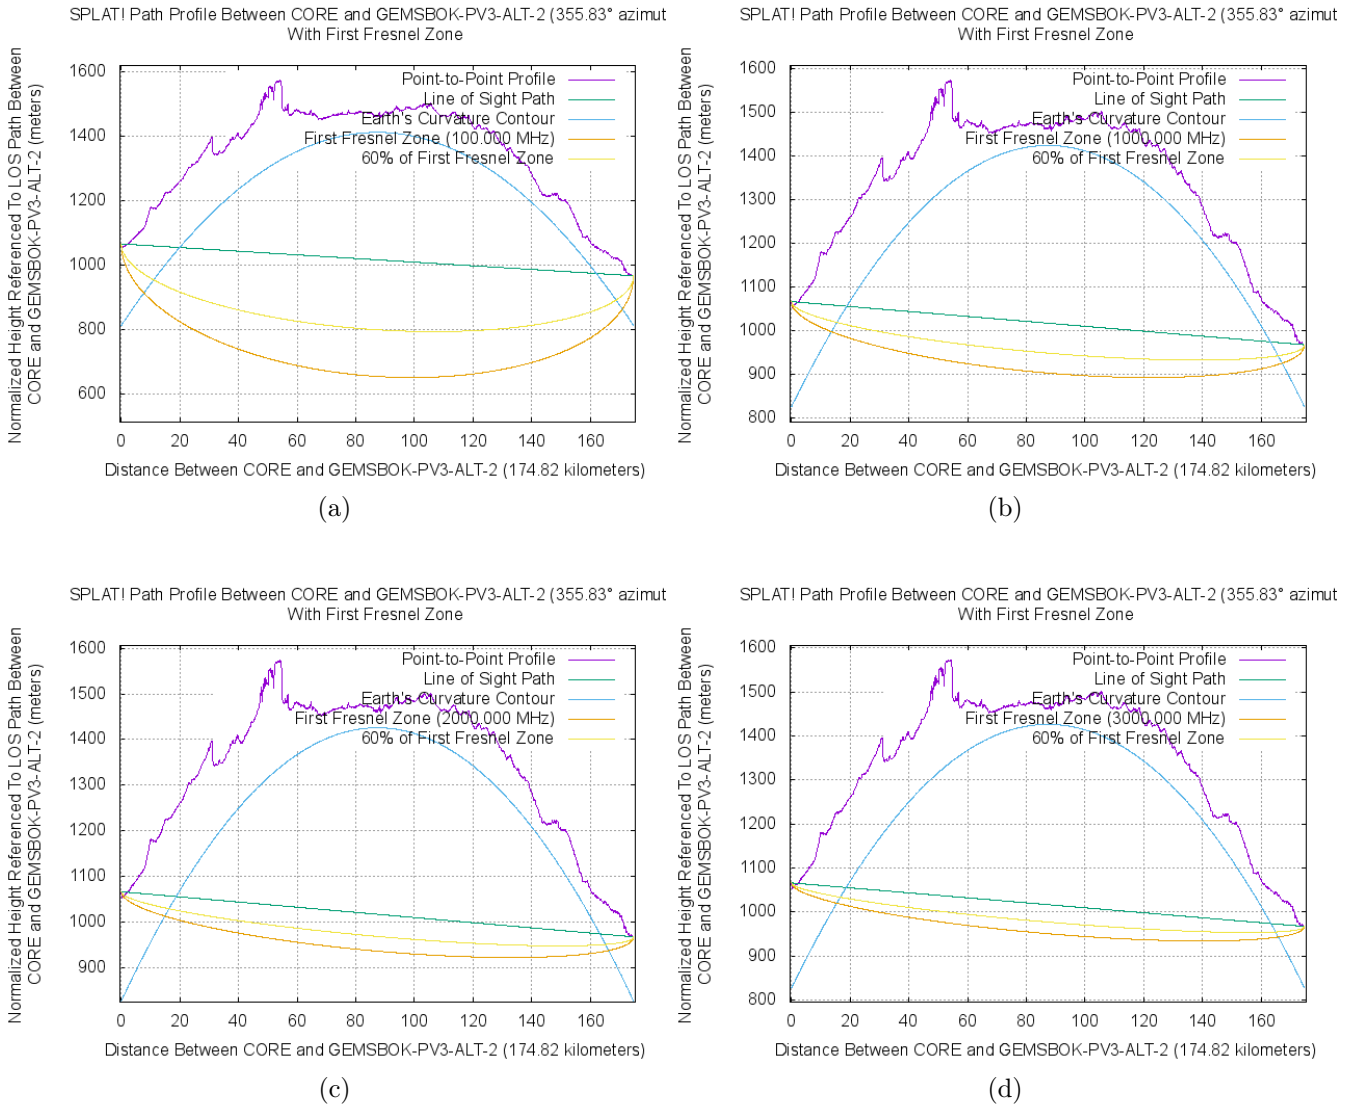 SPLAT! Path Profile Between CORE and GEMSBOK-PV3-ALT-2 (355.83° azimut
With First Fresnel Zone
Normalized Height Referenced To LOS Path Between
CORE and GEMSBOK-PV3-ALT-2 (meters)
1600
1400
1200
1000
800
600
Point-to-Point Profile
Line of Sight Path
Earth's Curvature Contour
First Fresnel Zone (100.000 MHz)
60% of First Fresnel Zone
0 20 40 60 80 100 120 140 160
Distance Between CORE and GEMSBOK-PV3-ALT-2 (174.82 kilometers)
(a)
SPLAT! Path Profile Between CORE and GEMSBOK-PV3-ALT-2 (355.83° azimut
With First Fresnel Zone
Normalized Height Referenced To LOS Path Between
CORE and GEMSBOK-PV3-ALT-2 (meters)
1600
1500
1400
1300
1200
1100
1000
900
800
Point-to-Point Profile
Line of Sight Path
Earth's Curvature Contour
First Fresnel Zone (1000.000 MHz)
60% of First Fresnel Zone
0 20 40 60 80 100 120 140 160
Distance Between CORE and GEMSBOK-PV3-ALT-2 (174.82 kilometers)
(b)
SPLAT! Path Profile Between CORE and GEMSBOK-PV3-ALT-2 (355.83° azimut
With First Fresnel Zone
Normalized Height Referenced To LOS Path Between
CORE and GEMSBOK-PV3-ALT-2 (meters)
1600
1500
1400
1300
1200
1100
1000
900
Point-to-Point Profile
Line of Sight Path
Earth's Curvature Contour
First Fresnel Zone (2000.000 MHz)
60% of First Fresnel Zone
0 20 40 60 80 100 120 140 160
Distance Between CORE and GEMSBOK-PV3-ALT-2 (174.82 kilometers)
(c)
SPLAT! Path Profile Between CORE and GEMSBOK-PV3-ALT-2 (355.83° azimut
With First Fresnel Zone
Normalized Height Referenced To LOS Path Between
CORE and GEMSBOK-PV3-ALT-2 (meters)
1600
1500
1400
1300
1200
1100
1000
900
800
Point-to-Point Profile
Line of Sight Path
Earth's Curvature Contour
First Fresnel Zone (3000.000 MHz)
60% of First Fresnel Zone
0 20 40 60 80 100 120 140 160
Distance Between CORE and GEMSBOK-PV3-ALT-2 (174.82 kilometers)
(d)